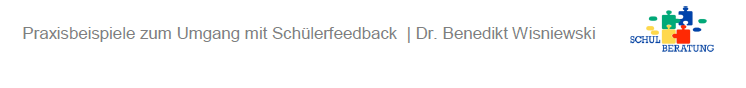 Praxisbeispiele zum Umgang mit Schülerfeedback | Dr. Benedikt Wisniewski
SCHUL
BERATUNG